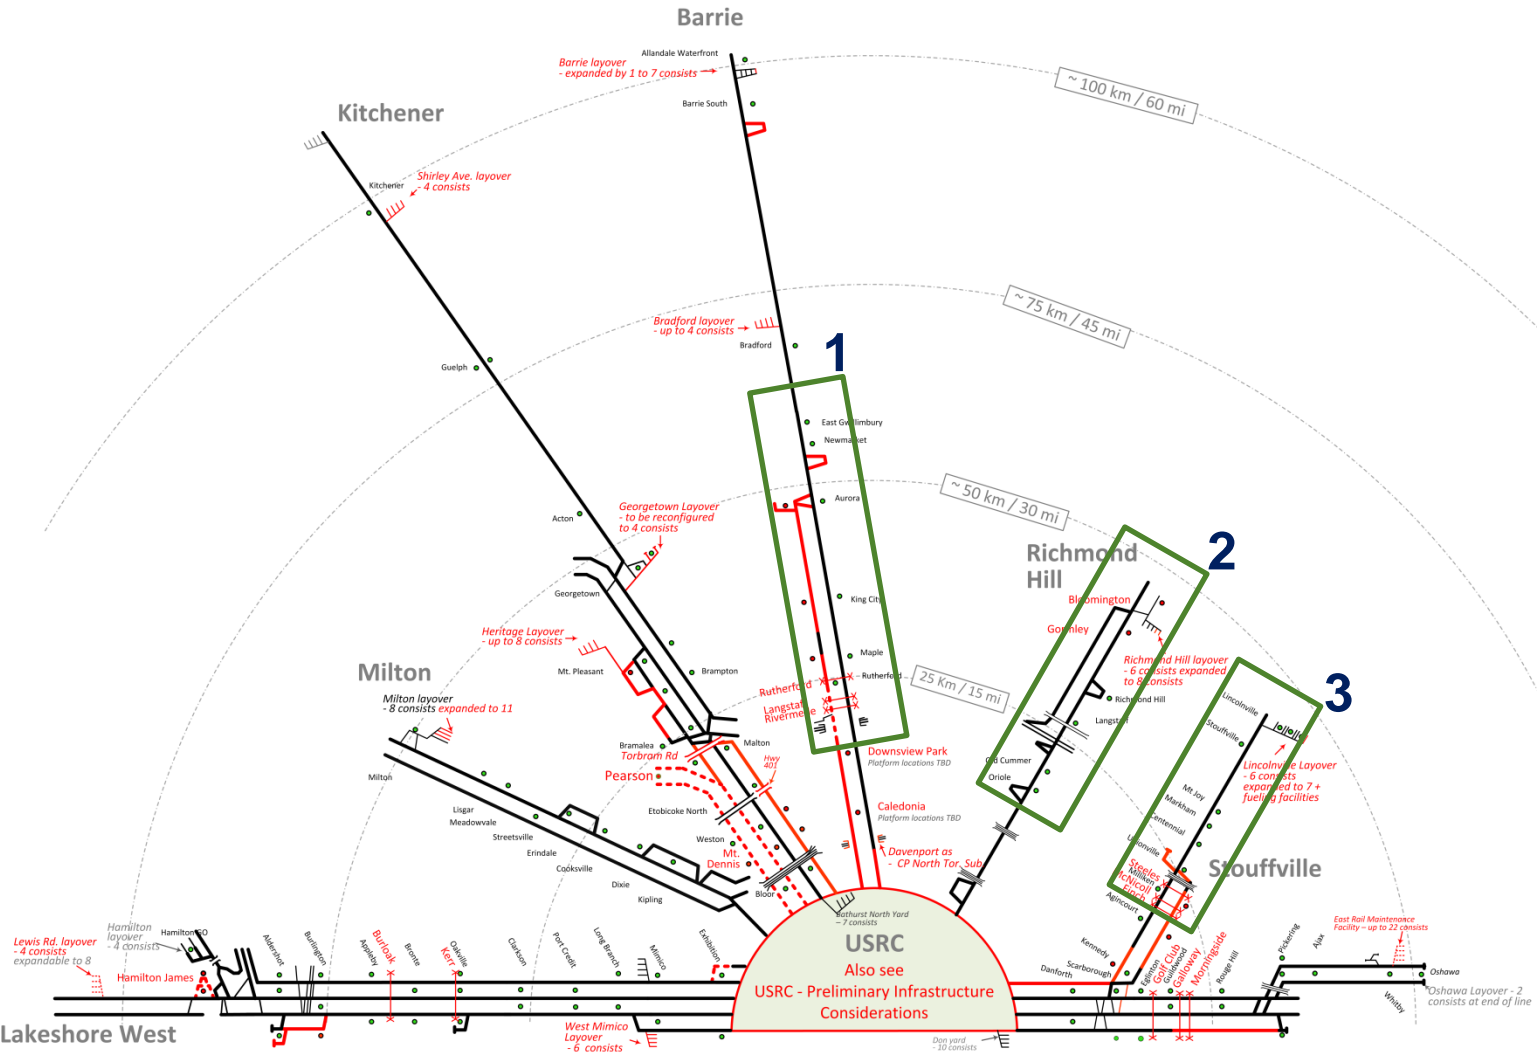 Barrie
Allandale Waterfront
Barrie layover
- expanded by 1 to 7 consists
~ 100 km / 60 mi
Kitchener
Barrie South
Shirley Ave. layover
- 4 consists
Kitchener
~ 75 km / 45 mi
Bradford layover
- up to 4 consists
Bradford
1
Guelph
East Gwillimbury
Newmarket
~ 50 km / 30 mi
Aurora
Georgetown Layover
- to be reconfigured
to 4 consists
Acton
Richmond
Hill
2
Georgetown
King City
Bloomington
Gormley
Heritage Layover
- up to 8 consists
Mt. Pleasant
Brampton
Maple
Rutherford
Rutherford
Langstaff
Rivermede
25 Km / 15 mi
Richmond Hill layover
- 6 consists expanded
to 8 consists
Richmond Hill
Langstaff
Milton
Milton layover
- 8 consists expanded to 11
3
Lincolnville
Stouffville
Bramalea
Torbram Rd
Malton
Pearson
Hwy
401
Downsview Park
Platform locations TBD
Old Cummer
Oriole
Lincolnville Layover
- 6 consists
expanded to 7 +
fueling facilities
Milton
Mt Joy
Markham
Centennial
Unionville
Lisgar
Meadowvale
Streetsville
Erindale
Cooksville
Dixie
Kipling
Etobicoke North
Weston
Mt.
Dennis
Bloor
Caledonia
Platform locations TBD
Davenport as
- CP North Tor. Sub
Stouffville
Steeles
Milliken
McNicoll
Finch
Agincourt
Bathurst North Yard
– 7 consists
USRC
Also see
USRC - Preliminary Infrastructure
Considerations
Lewis Rd. layover
- 4 consists
expandable to 8
Hamilton
layover
- 4 consists
Hamilton GO
Hamilton James
Aldershot
Burlington
Appleby
Burloak
Bronte
Kerr
Oakville
Clarkson
Port Credit
Long Branch
Mimico
Exhibition
Danforth
Scarborough
Kennedy
Eglinton
Golf Club
Guildwood
Galloway
Morningside
Rouge Hill
Pickering
Ajax
East Rail Maintenance
Facility – up to 22 consists
Oshawa
Whitby
Oshawa Layover - 2
consists at end of line
Lakeshore West
West Mimico
Layover
- 6 consists
Don yard
- 10 consists